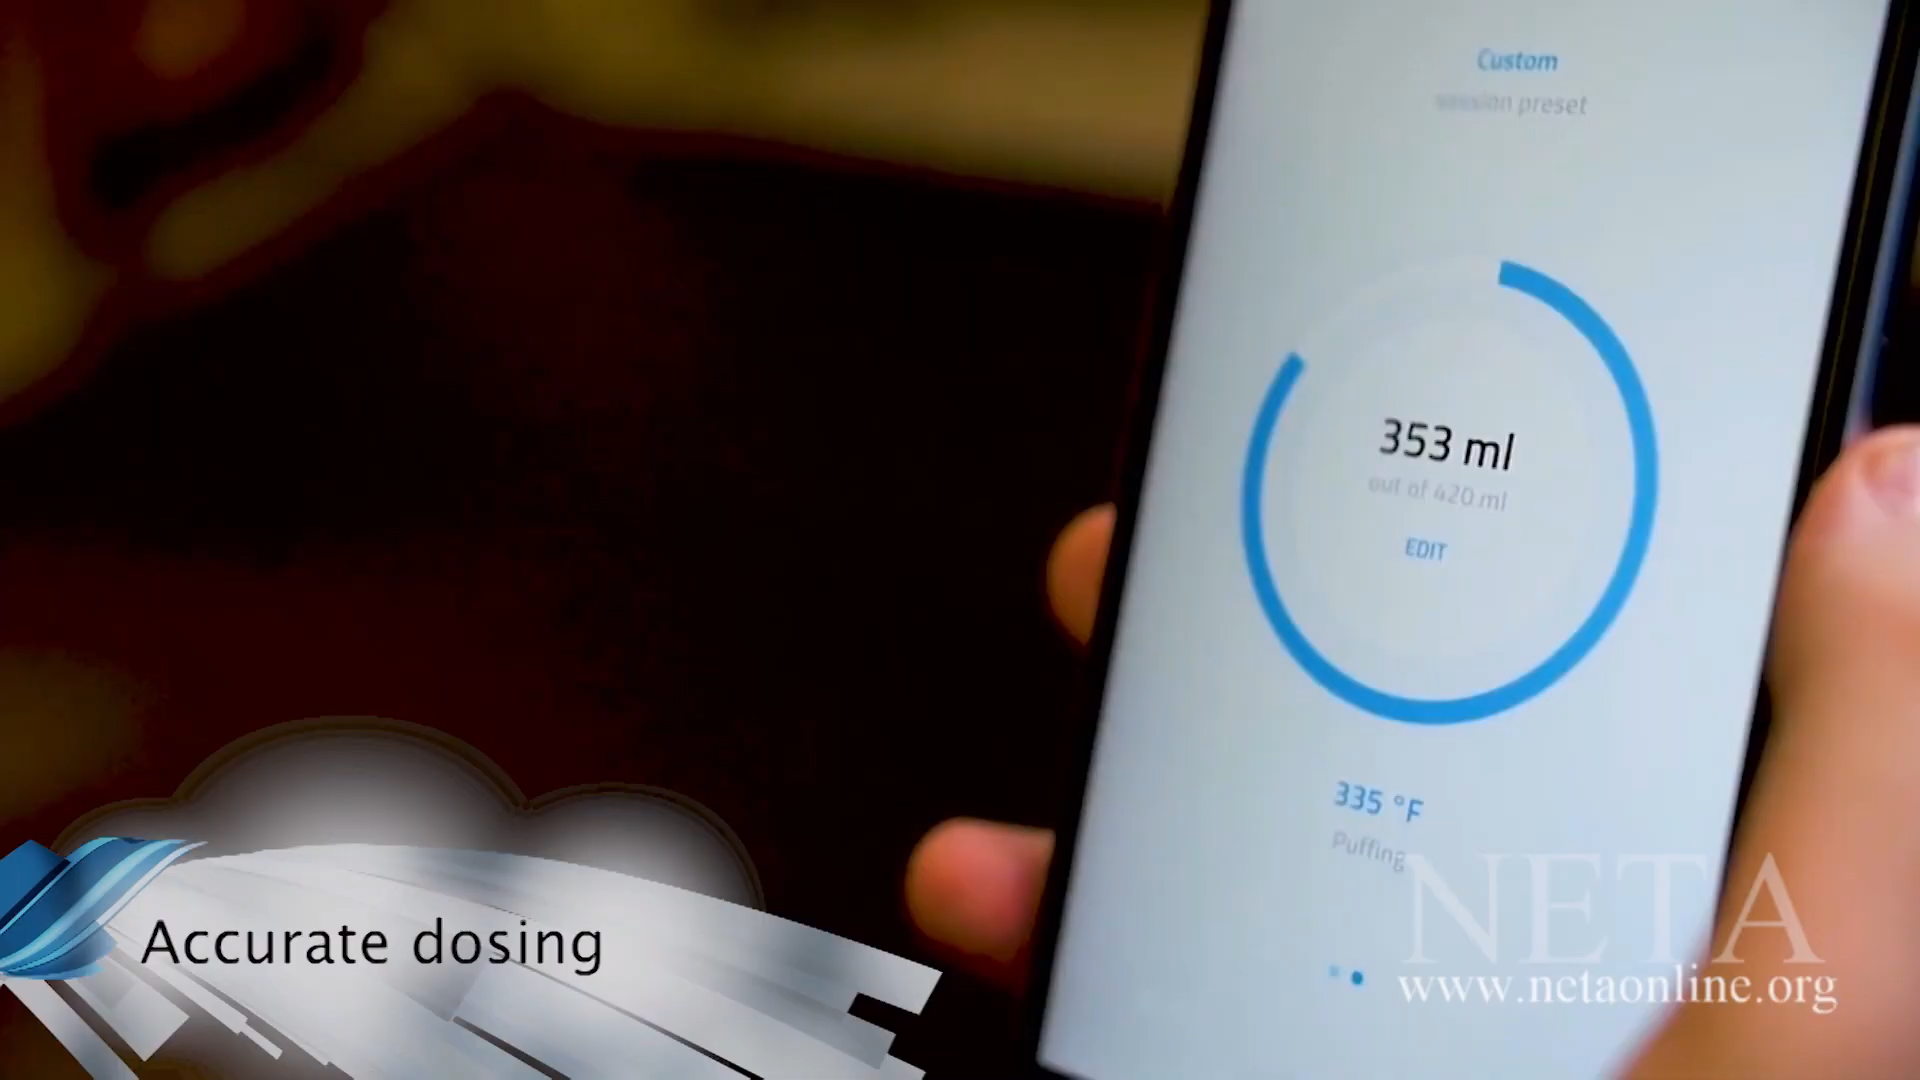 Custom
session preset
353 ml
out of 420 ml
EDIT
335 °F
Puffing
NETA
www.netaonline.org
Accurate dosing